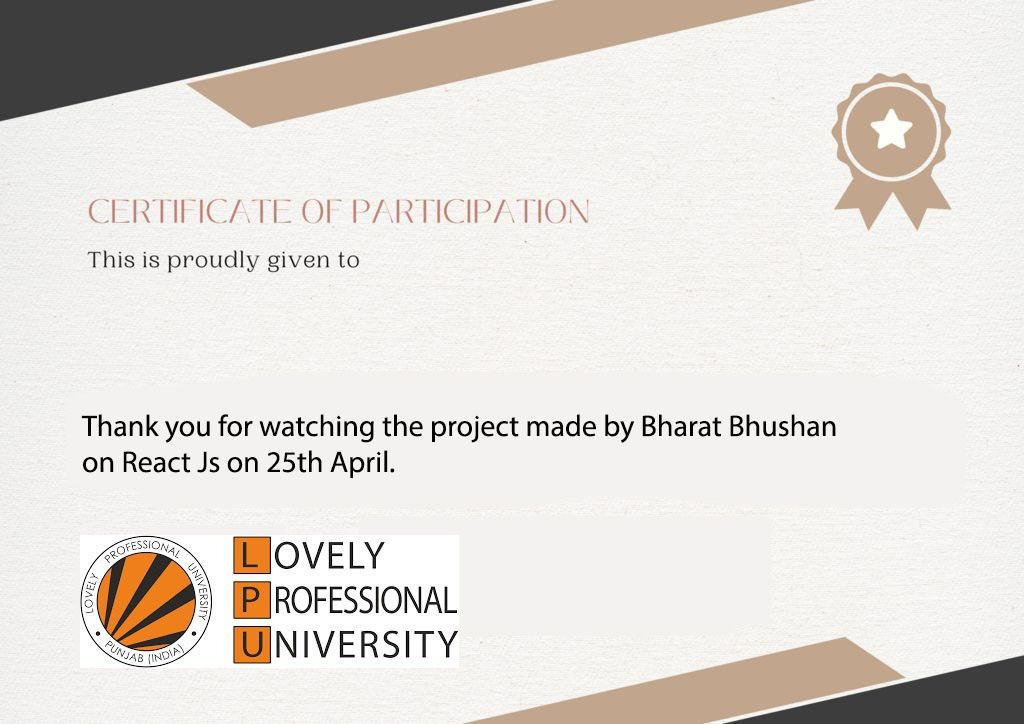 CERTIFICATE OF PARTICIPATION
This is proudly given to
Thank you for watching the project made by Bharat Bhushan
on React Js on 25th April.
LOVELY PROFESSIONAL UNIVERSITY
PUNJAB (INDIA)
LOVELY
PROFESSIONAL
UNIVERSITY